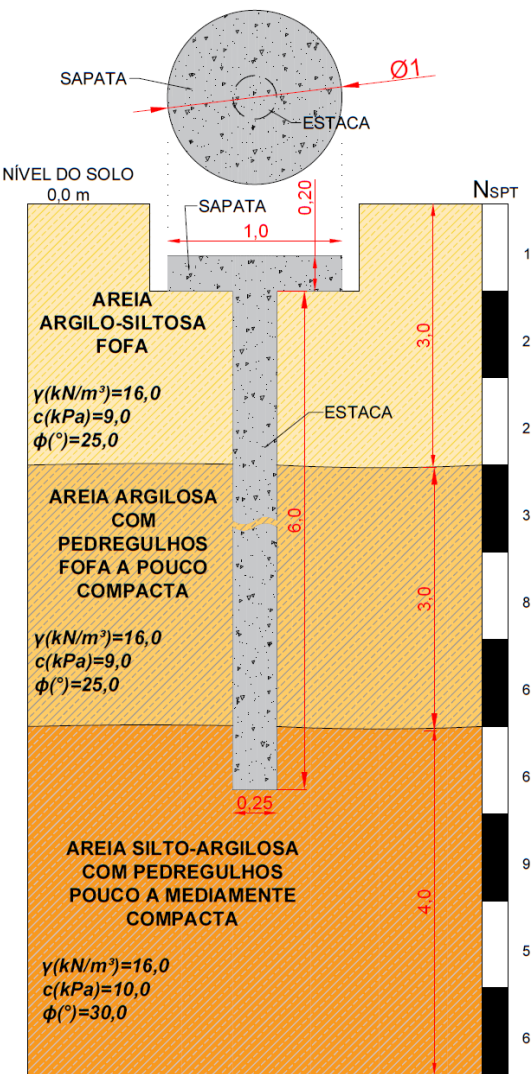 Ø1
SAPATA
ESTACA
NÍVEL DO SOLO
0,0 m
NSPT
SAPATA
0,20
1,0
1
AREIA
ARGILO-SILTOSA
FOFA
γ(kN/m³)=16,0
c(kPa)=9,0
ϕ(°)=25,0
3,0
2
ESTACA
2
AREIA ARGILOSA
COM
PEDREGULHOS
FOFA A POUCO
COMPACTA
γ(kN/m³)=16,0
c(kPa)=9,0
ϕ(°)=25,0
6,0
3,0
3
8
6
6
0,25
AREIA SILTO-ARGILOSA
COM PEDREGULHOS
POUCO A MEDIAMENTE
COMPACTA
γ(kN/m³)=16,0
c(kPa)=10,0
ϕ(°)=30,0
4,0
9
5
6